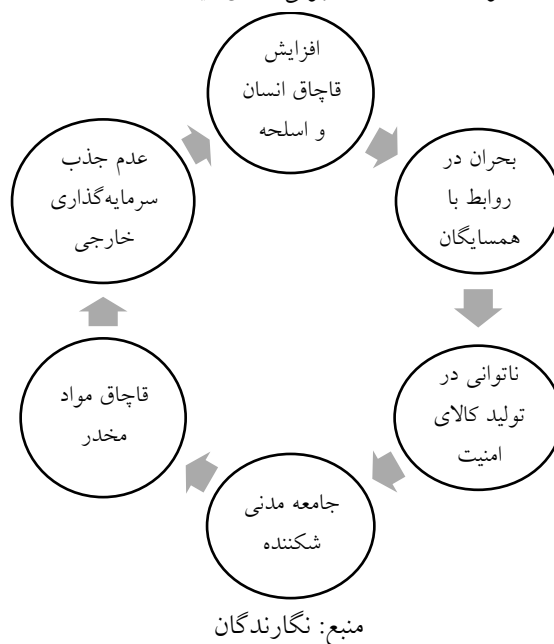 افزایش
قاچاق انسان
و اسلحه
بحران در
روابط با
همسایگان
ناتوانی در
تولید کالای
امنیت
جامعه مدنی
شکننده
قاچاق مواد
مخدر
عدم جذب
سرمایه‌گذاری
خارجی
منبع: نگارندگان